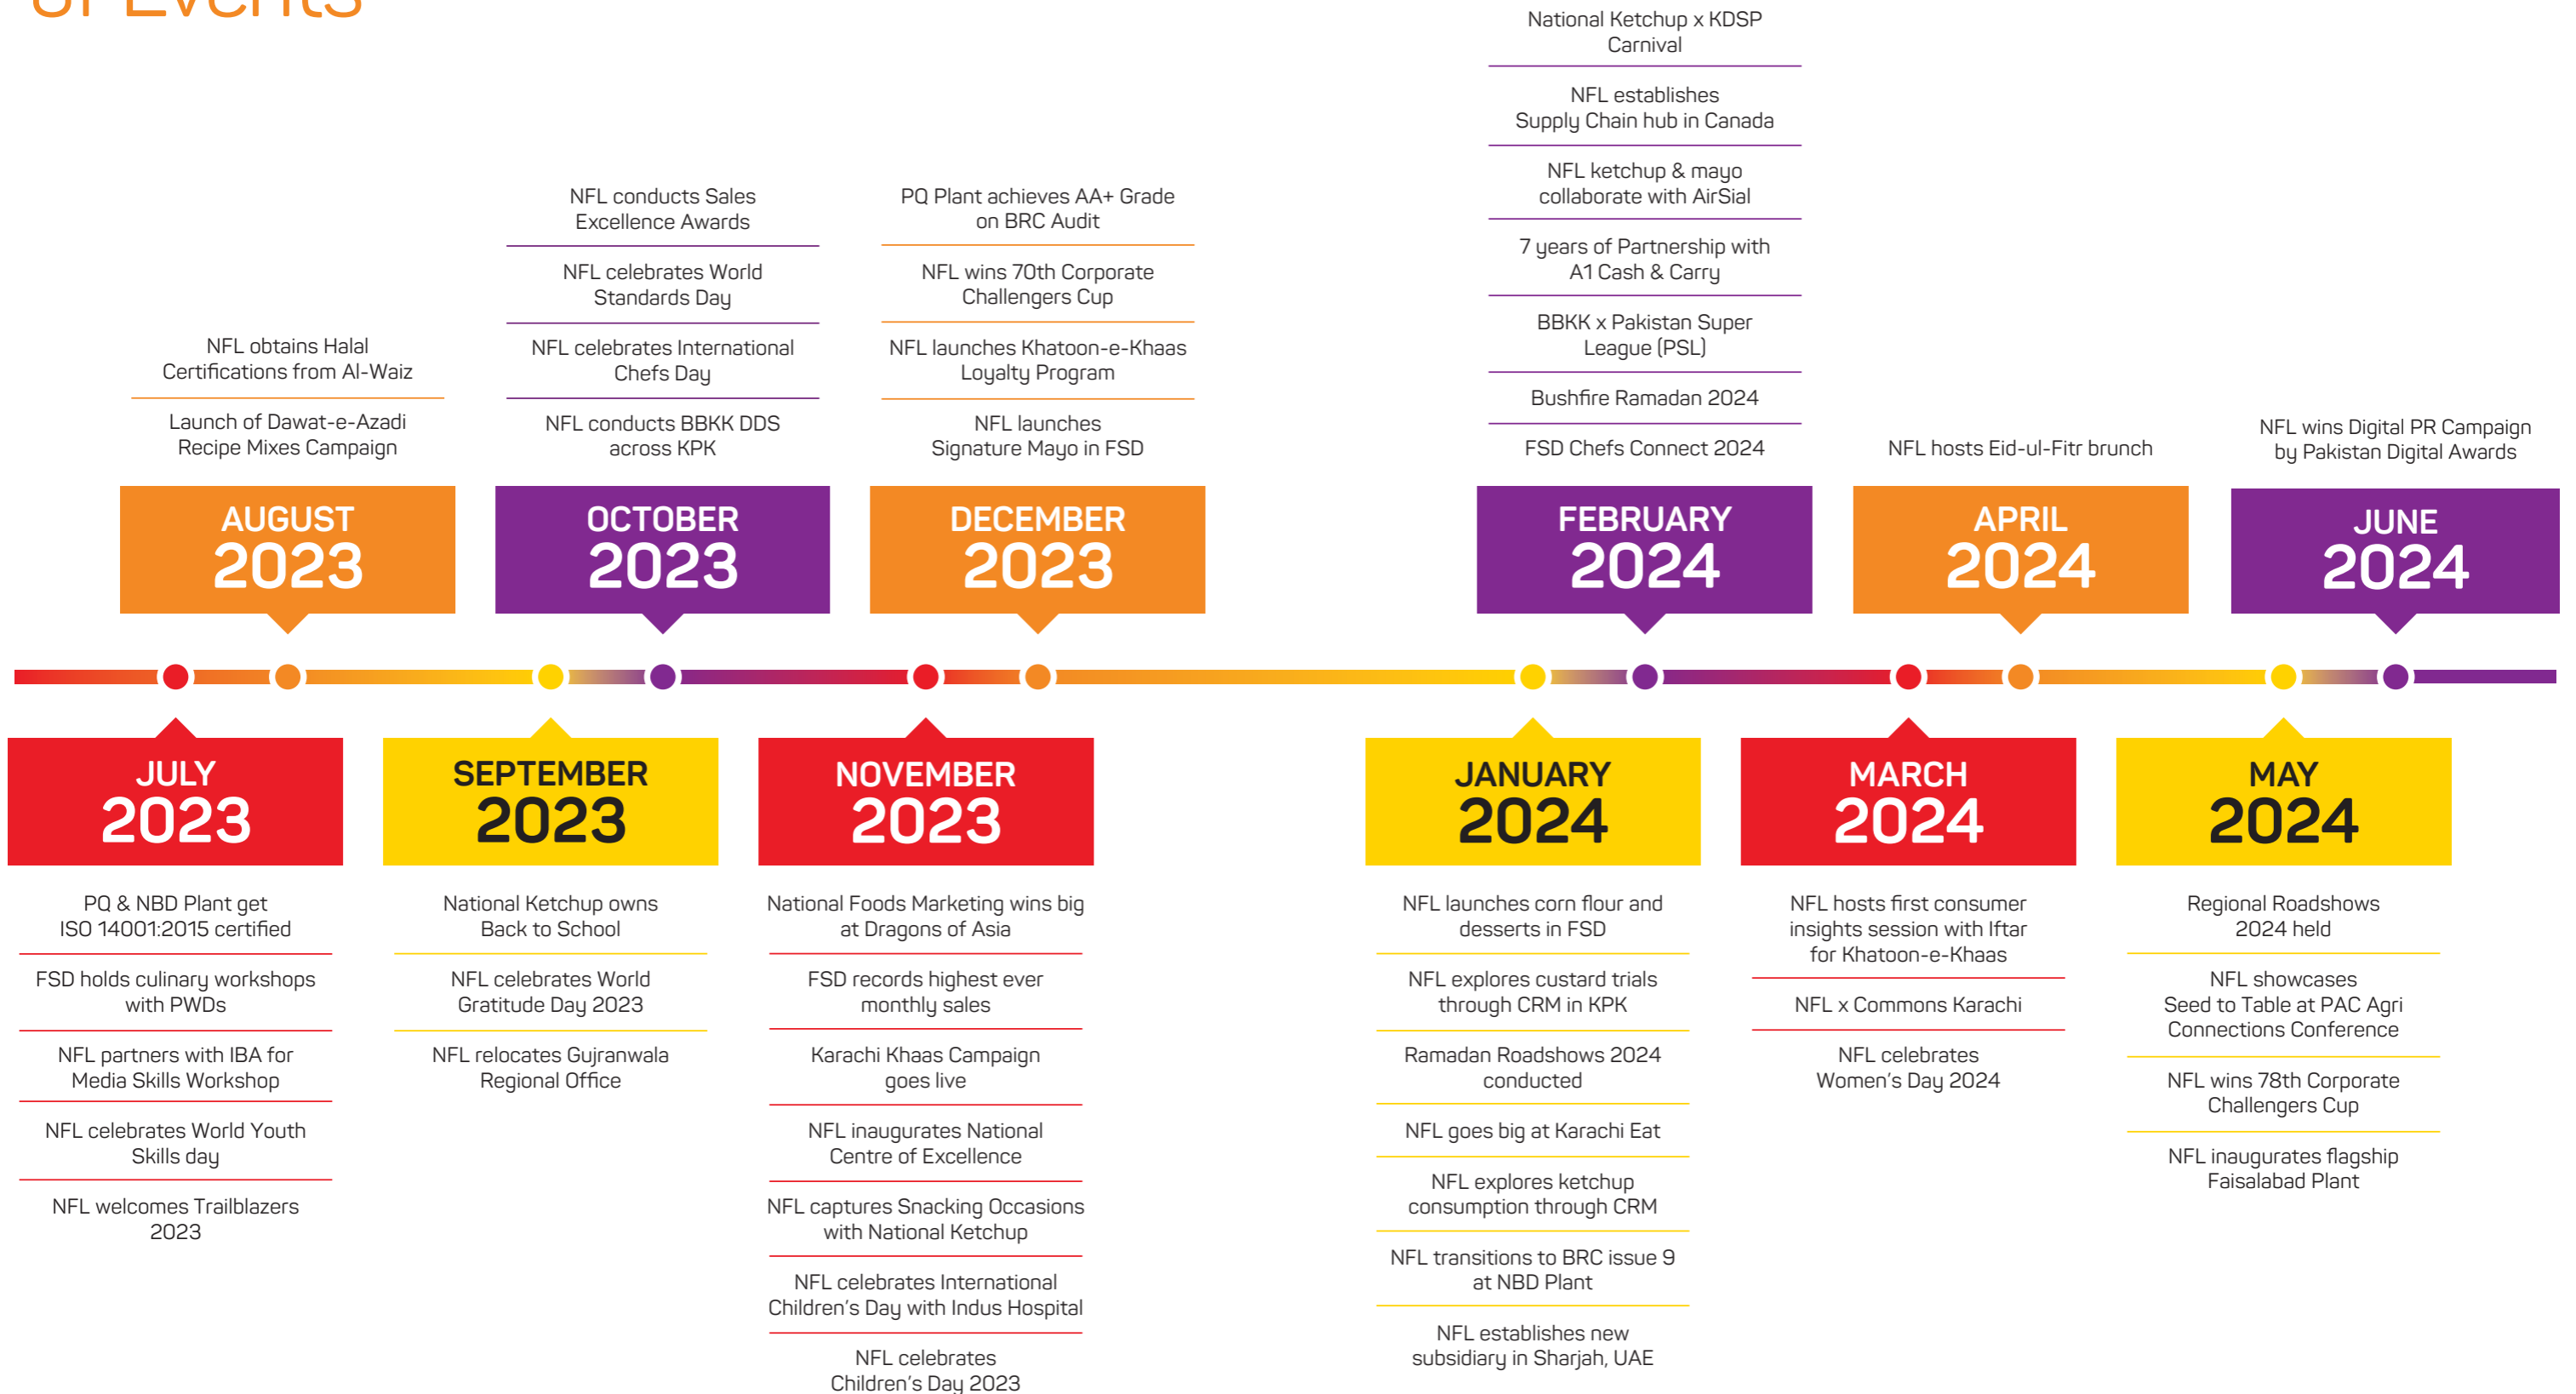 of Events
NFL obtains Halal
Certifications from Al-Waiz
Launch of Dawat-e-Azadi
Recipe Mixes Campaign
AUGUST
2023
NFL conducts Sales
Excellence Awards
NFL celebrates World
Standards Day
NFL celebrates International
Chefs Day
NFL conducts BBKK DDS
across KPK
OCTOBER
2023
PQ Plant achieves AA+ Grade
on BRC Audit
NFL wins 70th Corporate
Challengers Cup
NFL launches Khatoon-e-Khaas
Loyalty Program
NFL launches
Signature Mayo in FSD
DECEMBER
2023
National Ketchup x KDSP
Carnival
NFL establishes
Supply Chain hub in Canada
NFL ketchup & mayo
collaborate with AirSial
7 years of Partnership with
A1 Cash & Carry
BBKK x Pakistan Super
League (PSL)
Bushfire Ramadan 2024
FSD Chefs Connect 2024
FEBRUARY
2024
NFL hosts Eid-ul-Fitr brunch
APRIL
2024
NFL wins Digital PR Campaign
by Pakistan Digital Awards
JUNE
2024
JULY
2023
PQ & NBD Plant get
ISO 14001:2015 certified
FSD holds culinary workshops
with PWDs
NFL partners with IBA for
Media Skills Workshop
NFL celebrates World Youth
Skills day
NFL welcomes Trailblazers
2023
SEPTEMBER
2023
National Ketchup owns
Back to School
NFL celebrates World
Gratitude Day 2023
NFL relocates Gujranwala
Regional Office
NOVEMBER
2023
National Foods Marketing wins big
at Dragons of Asia
FSD records highest ever
monthly sales
Karachi Khaas Campaign
goes live
NFL inaugurates National
Centre of Excellence
NFL captures Snacking Occasions
with National Ketchup
NFL celebrates International
Children's Day with Indus Hospital
NFL celebrates
Children's Day 2023
JANUARY
2024
NFL launches corn flour and
desserts in FSD
NFL explores custard trials
through CRM in KPK
Ramadan Roadshows 2024
conducted
NFL goes big at Karachi Eat
NFL explores ketchup
consumption through CRM
NFL transitions to BRC issue 9
at NBD Plant
NFL establishes new
subsidiary in Sharjah, UAE
MARCH
2024
NFL hosts first consumer
insights session with Iftar
for Khatoon-e-Khaas
NFL x Commons Karachi
NFL celebrates
Women's Day 2024
MAY
2024
Regional Roadshows
2024 held
NFL showcases
Seed to Table at PAC Agri
Connections Conference
NFL wins 78th Corporate
Challengers Cup
NFL inaugurates flagship
Faisalabad Plant